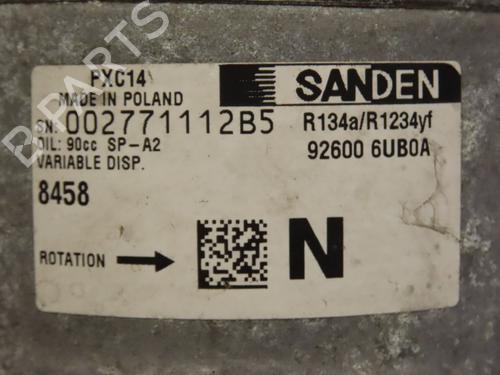 PXC14
SANDEN
MADE IN POLAND
SN: 002771112B5
R134a/R1234yf
OIL: 90cc SP-A2
92600 6UB0A
VARIABLE DISP.
8458
ROTATION
N
B-PARTS